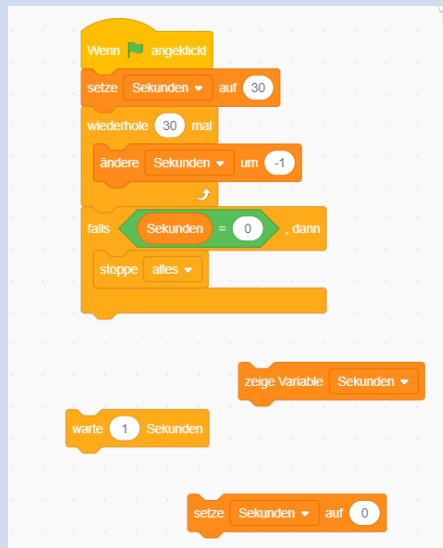 Wenn angeklickt
setze Sekunden auf 30
wiederhole 30 mal
ändere Sekunden um -1
falls Sekunden = 0 , dann
stoppe alles
zeige Variable Sekunden
warte 1 Sekunden
setze Sekunden auf 0